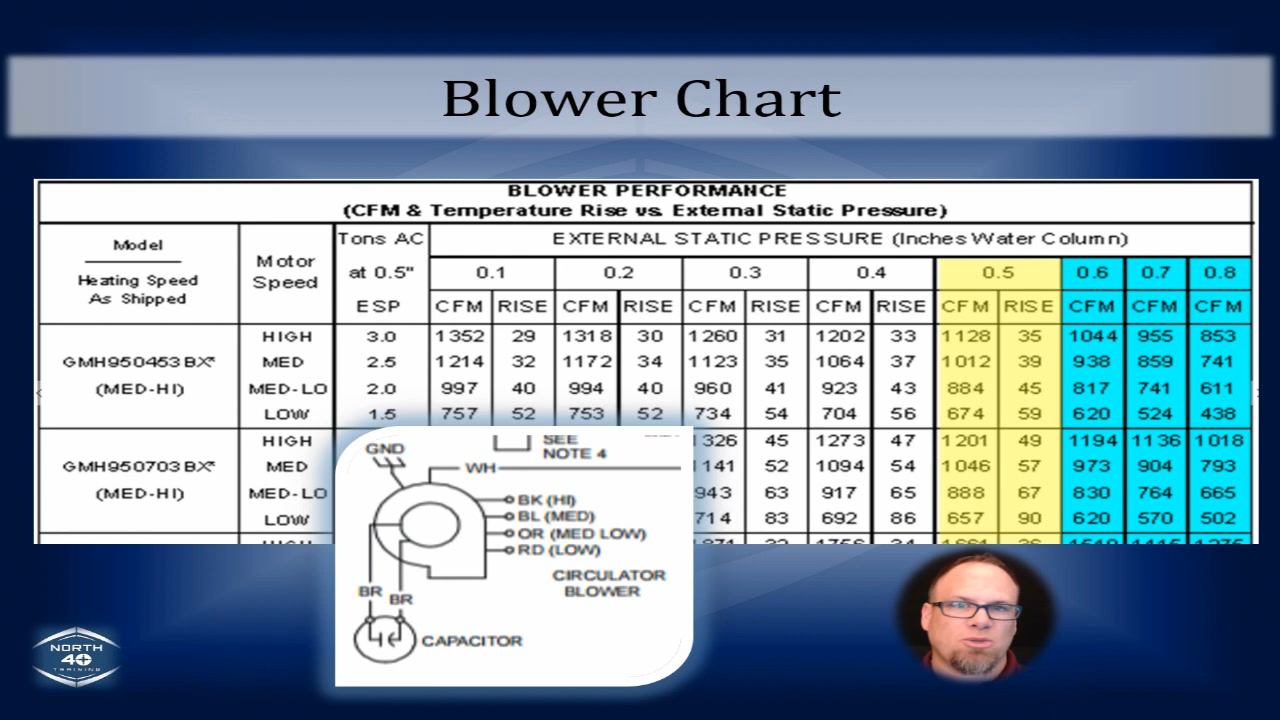 Blower Chart
BLOWER PERFORMANCE
(CFM & Temperature Rise vs. External Static Pressure)
Model Motor Speed Tons AC at 0.5" ESP EXTERNAL STATIC PRESSURE (Inches Water Column)
Heating Speed As Shipped 0.1 0.2 0.3 0.4 0.5 0.6 0.7 0.8
CFM RISE CFM RISE CFM RISE CFM RISE CFM RISE CFM CFM CFM
HIGH 3.0 1352 29 1318 30 1260 31 1202 33 1128 35 1044 955 853
GMH950453BX* MED 2.5 1214 32 1172 34 1123 35 1064 37 1012 39 938 859 741
(MED-HI) MED-LO 2.0 997 40 994 40 960 41 923 43 884 45 817 741 611
LOW 1.5 757 52 753 52 734 54 704 56 674 59 620 524 438
HIGH 1326 45 1273 47 1201 49 1194 1136 1018
GMH950703BX* MED 1141 52 1094 54 1046 57 973 904 793
(MED-HI) MED-LO 943 63 917 65 888 67 830 764 665
LOW 714 83 692 86 657 90 620 570 502
GND
SEE
NOTE 4
WH
BK (HI)
BL (MED)
OR (MED LOW)
RD (LOW)
CIRCULATOR
BLOWER
BR
BR
CAPACITOR
NORTH
40
TRAINING